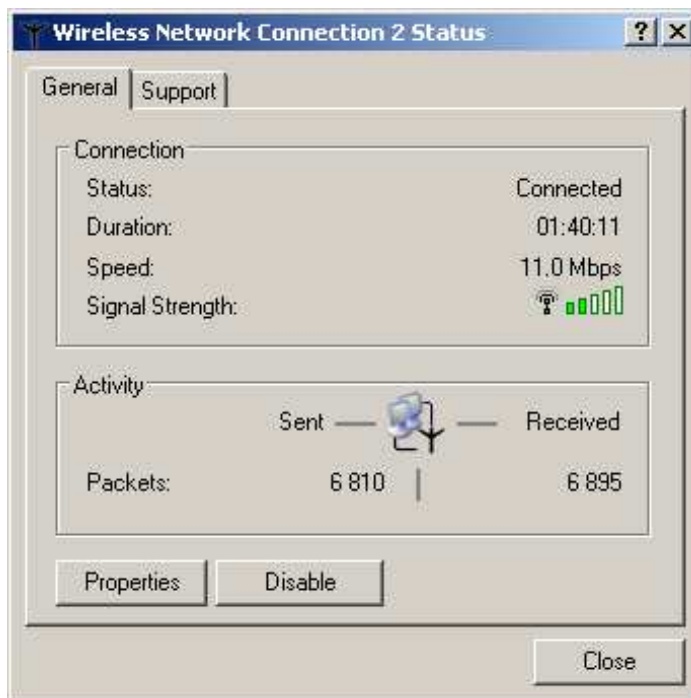 Wireless Network Connection 2 Status
General Support
Connection
Status: Connected
Duration: 01:40:11
Speed: 11,0 Mbps
Signal Strength:
Activity
Sent Received
Packets: 6 810 6 895
Properties Disable
Close